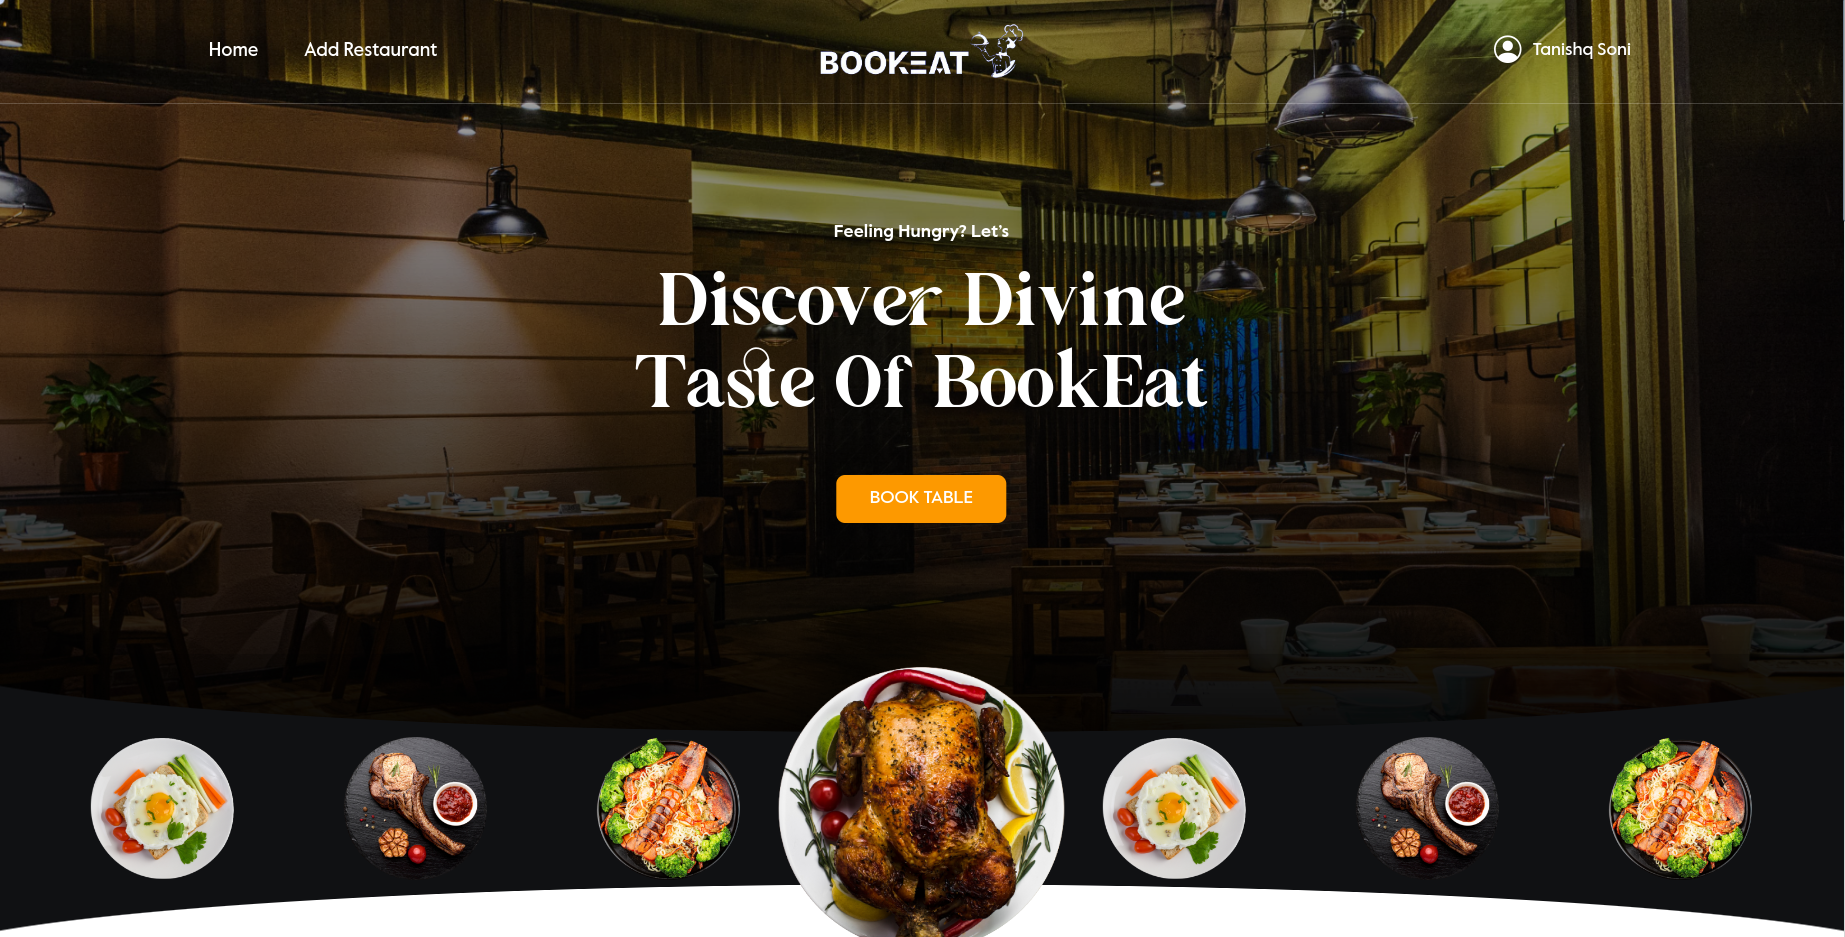 Home
Add Restaurant
BOOKEAT
Tanishq Soni
Feeling Hungry? Let's
Discover Divine
Taste Of BookEat
BOOK TABLE